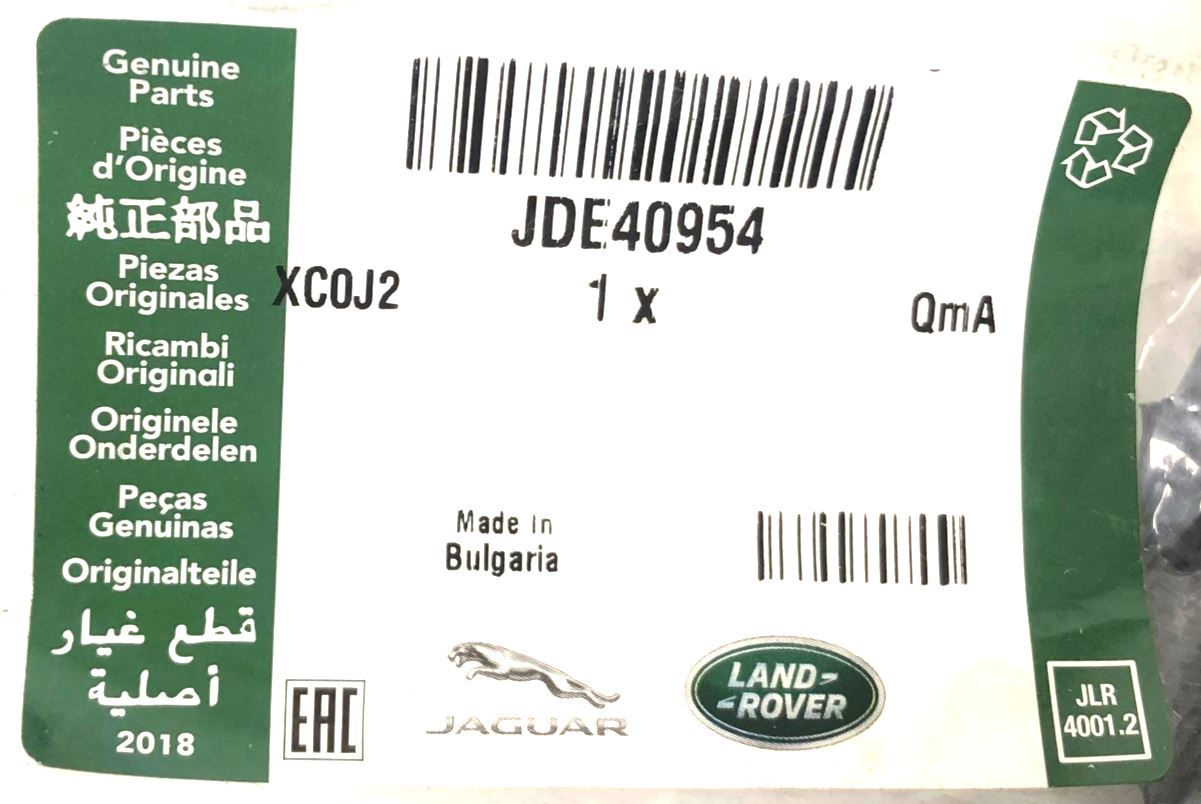 Genuine
Parts
Pièces
d'Origine
純正部品
Piezas
Originales
Ricambi
Originali
Originele
Onderdelen
Peças
Genuinas
Originalteile
قطع غيار
أصلية
2018
JDE40954
XC0J2 1 x QmA
Made In
Bulgaria
EAC
JAGUAR
LAND-
-ROVER
JLR
4001.2